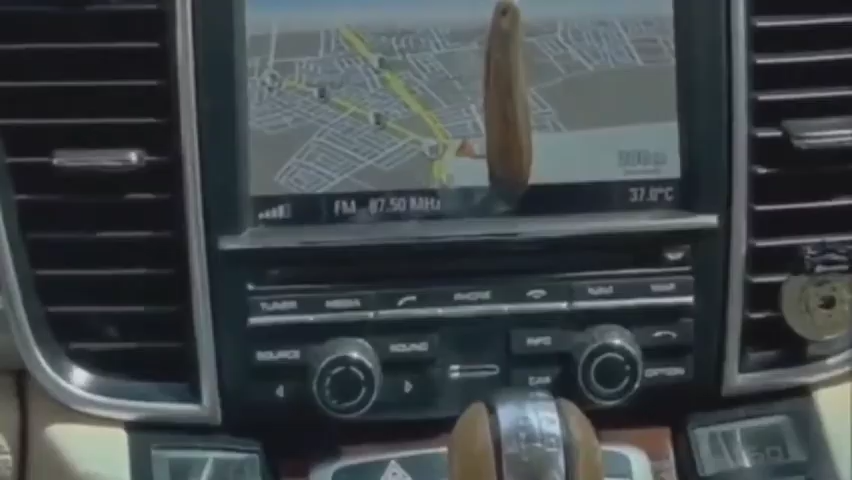 FM 87.50 MHz 37.0°C
TUNER MEDIA PHONE NAVI MAP
SOURCE SOUND INFO
CAR OPTION